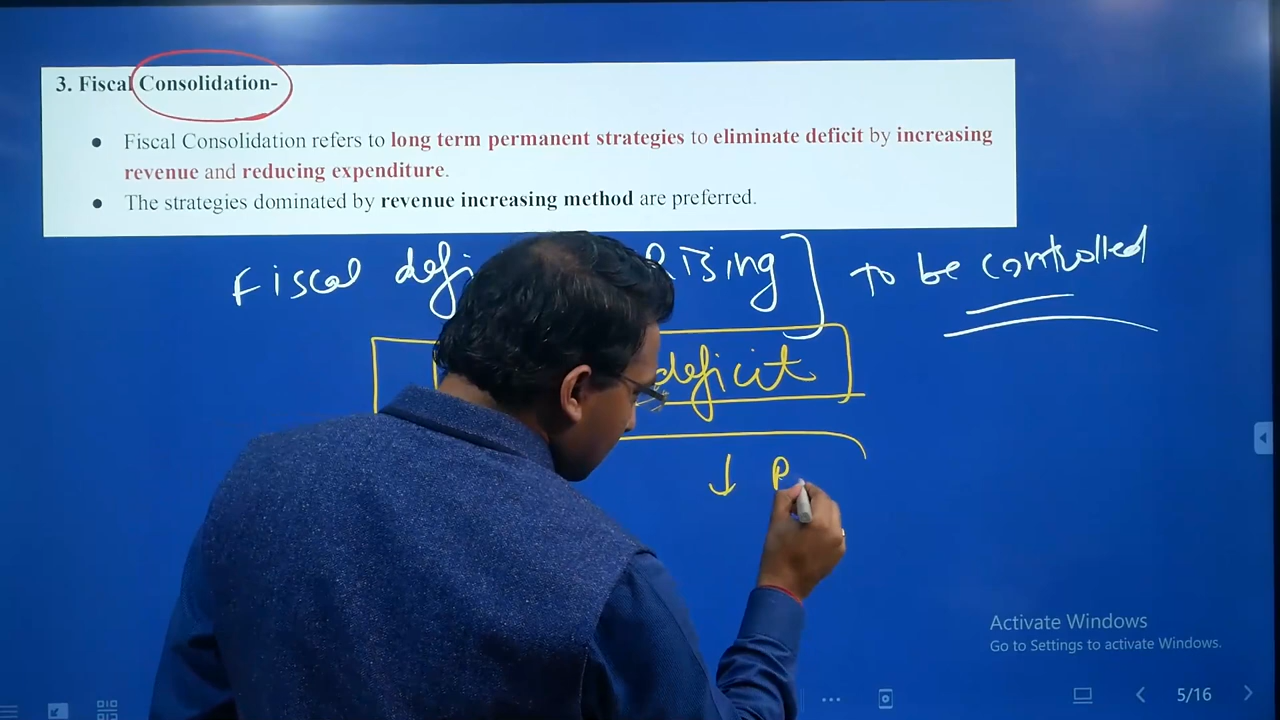 3. Fiscal Consolidation-
● Fiscal Consolidation refers to long term permanent strategies to eliminate deficit by increasing
revenue and reducing expenditure.
● The strategies dominated by revenue increasing method are preferred.
Fiscal defi Rising] to be controlled
deficit
↓ P
Activate Windows
Go to Settings to activate Windows.
5/16